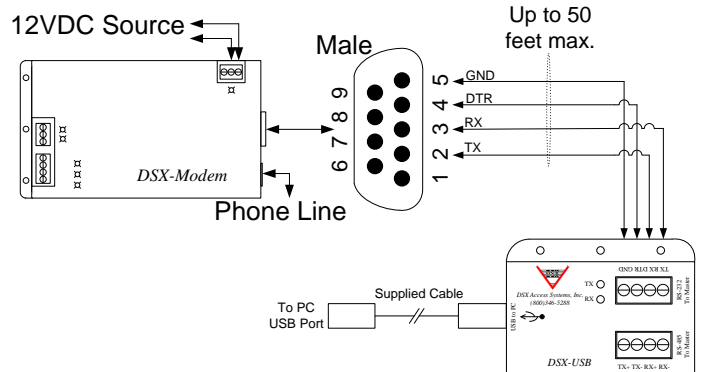 12VDC Source
Up to 50
feet max.
Male
9
8
7
6
5
4
3
2
1
GND
DTR
RX
TX
DSX-Modem
Phone Line
To PC
USB Port
Supplied Cable
USB to PC
DSX
DSX Access Systems, Inc.
(800)346-5288
TX
RX
GND DTR RX TX
RS-232
To Master
RS-485
To Master
DSX-USB
TX+ TX- RX+ RX-